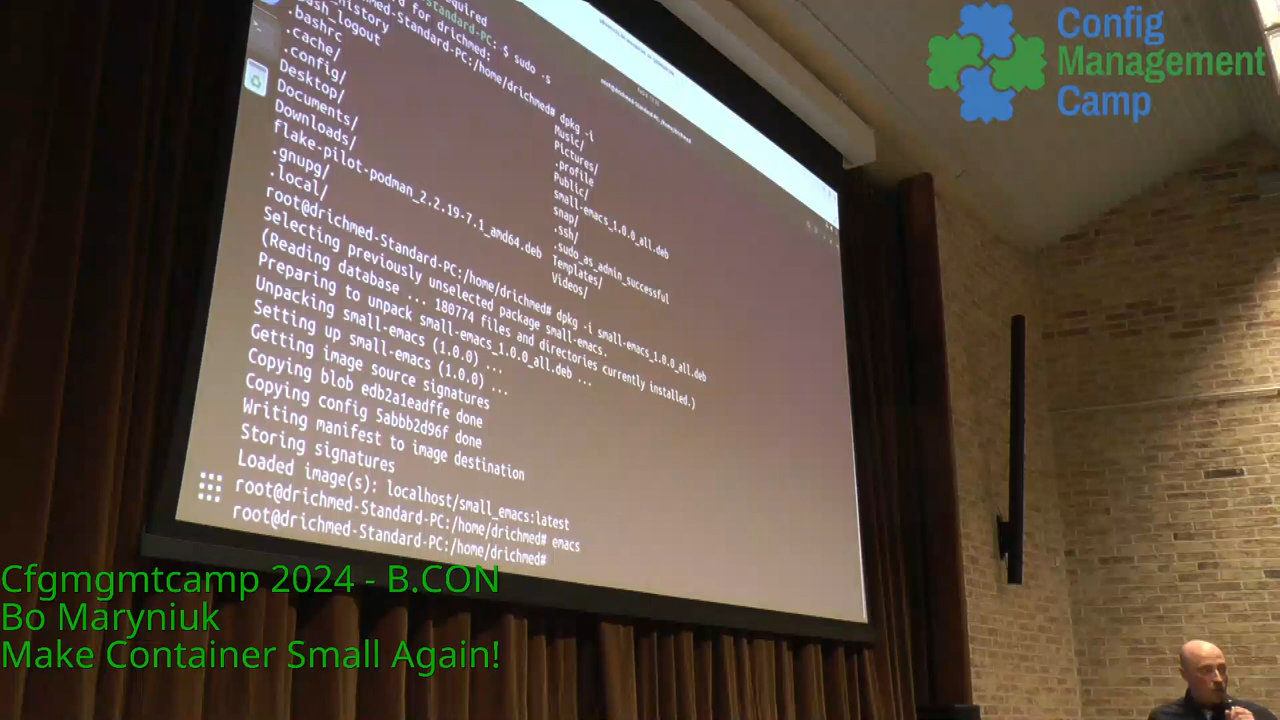 Config
Management
Camp
required
for drichmed:
$ sudo -s
.bash_logout
.bashrc
.cache/
.config/
Desktop/
Documents/
Downloads/
flake-pilot-podman_2.2.19-7.1_amd64.deb
.gnupg/
.local/
dpkg -i
Music/
Pictures/
.profile
Public/
small-emacs_1.0.0_all.deb
snap/
.ssh/
.sudo_as_admin_successful
Templates/
Videos/
root@drichmed-Standard-PC:/home/drichmed# dpkg -i small-emacs_1.0.0_all.deb
Selecting previously unselected package small-emacs.
(Reading database ... 180774 files and directories currently installed.)
Preparing to unpack small-emacs_1.0.0_all.deb ...
Unpacking small-emacs (1.0.0) ...
Setting up small-emacs (1.0.0) ...
Getting image source signatures
Copying blob edb2a1eadffe done
Copying config 5abbb2d96f done
Writing manifest to image destination
Storing signatures
Loaded image(s): localhost/small_emacs:latest
root@drichmed-Standard-PC:/home/drichmed# emacs
root@drichmed-Standard-PC:/home/drichmed#
Cfgmgmtcamp 2024 - B.CON
Bo Maryniuk
Make Container Small Again!